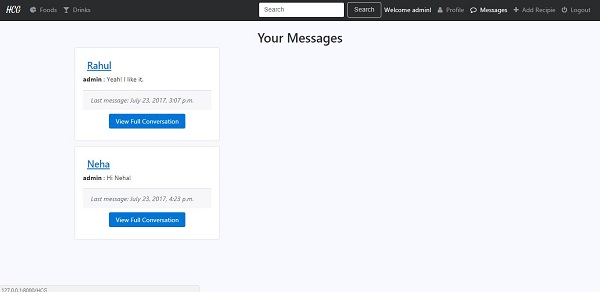 HCG Foods Drinks Search Search Welcome admin! Profile Messages Add Recipie Logout
Your Messages
Rahul
admin : Yeah! I like it.
Last message: July 23, 2017, 3:07 p.m.
View Full Conversation
Neha
admin : Hi Neha!
Last message: July 23, 2017, 4:23 p.m.
View Full Conversation
127.0.0.1:8000/HCG